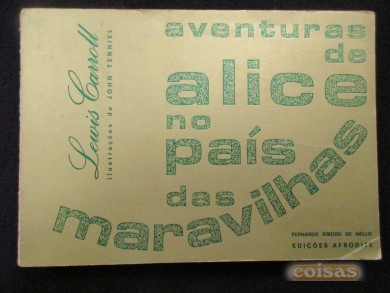 Lewis Carroll
Ilustrações de JOHN TENNIEL
aventuras
de
alice
no
país
das
maravilhas
FERNANDO RIBEIRO DE MELLO
EDIÇÕES AFRODITE
coisas